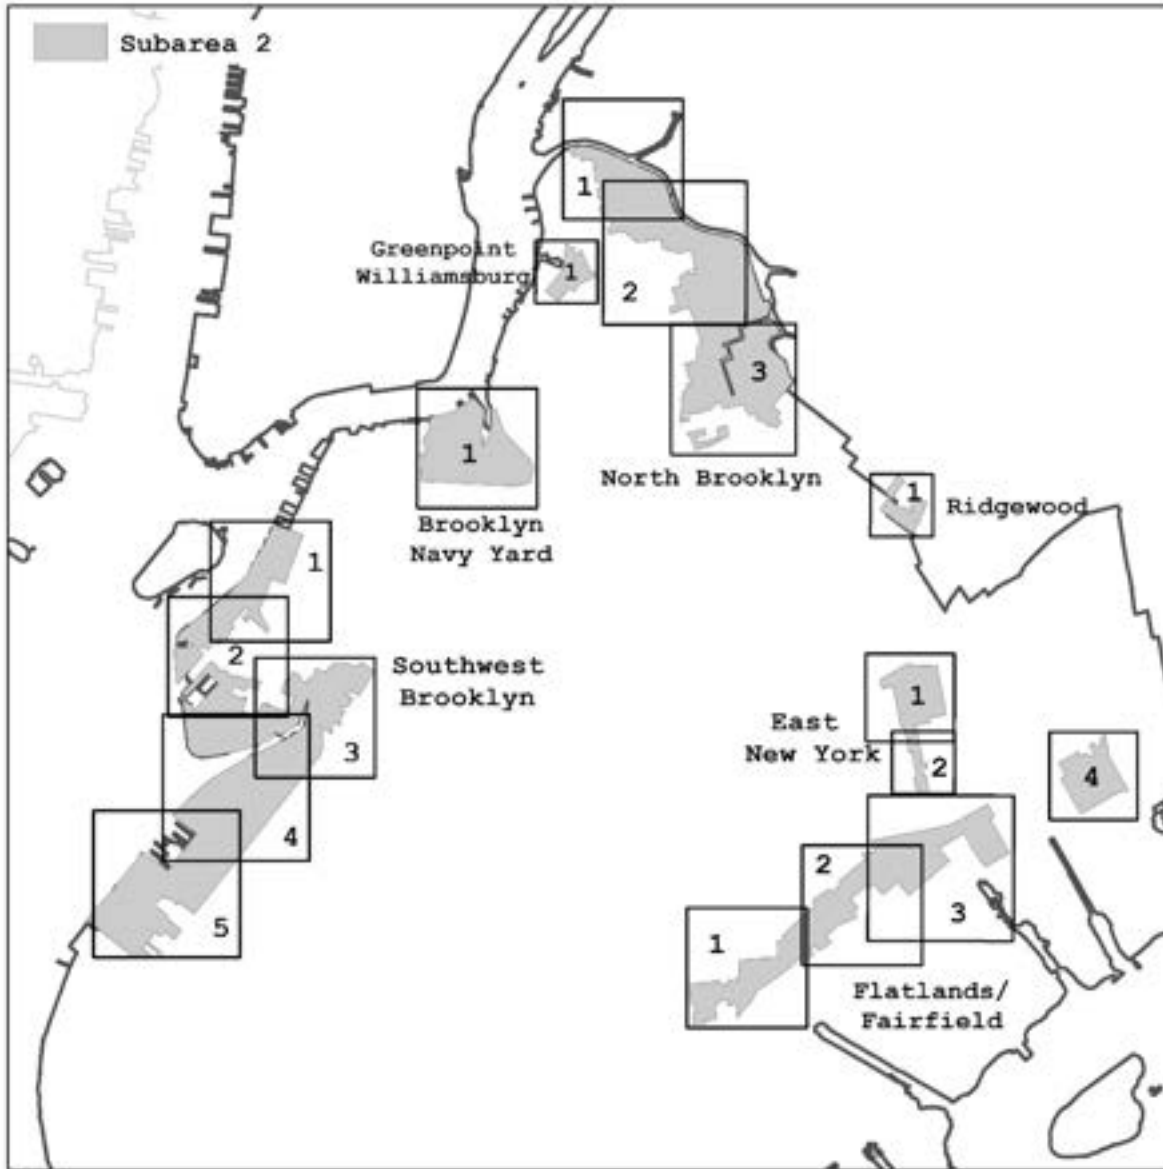 Subarea 2
1
Greenpoint
Williamsburg
1
2
3
North Brooklyn
1
Brooklyn
Navy Yard
1
Ridgewood
1
2
Southwest
Brooklyn
3
4
5
1
East
New York
2
4
2
3
1
Flatlands/
Fairfield